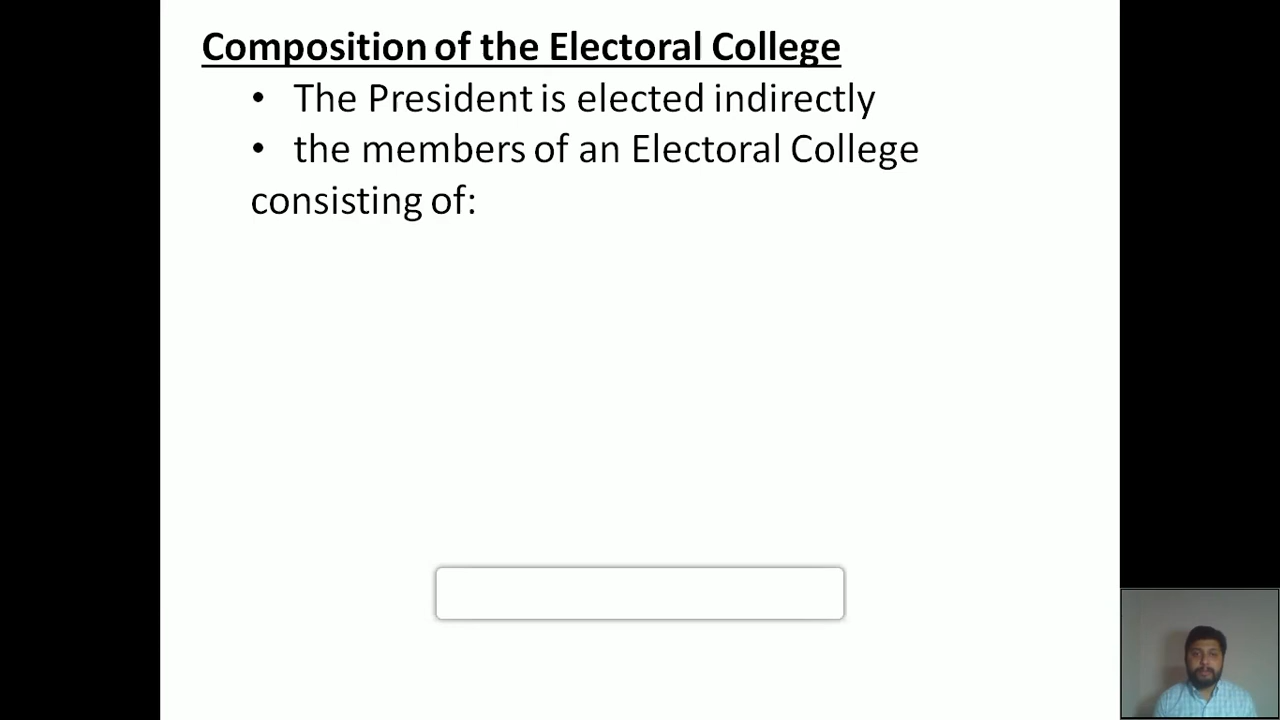 Composition of the Electoral College
• The President is elected indirectly
• the members of an Electoral College
consisting of: